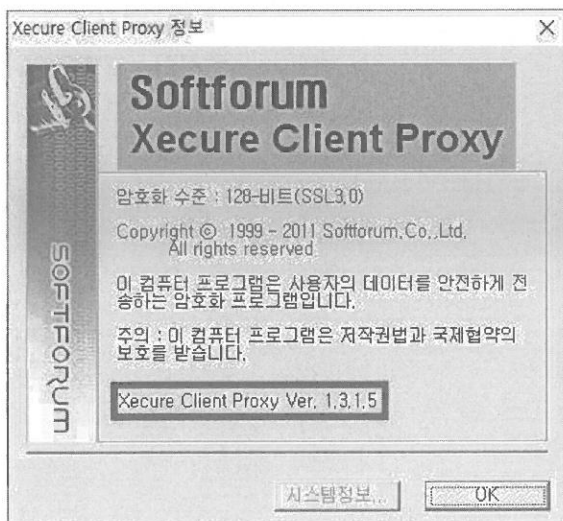 Xecure Client Proxy 정보
Softforum
Xecure Client Proxy
암호화 수준 : 128-비트(SSL3.0)
Copyright © 1999 - 2011 Softforum.Co.,Ltd.
All rights reserved
이 컴퓨터 프로그램은 사용자의 데이터를 안전하게 전
송하는 암호화 프로그램입니다.
주의 : 이 컴퓨터 프로그램은 저작권법과 국제협약의
보호를 받습니다.
Xecure Client Proxy Ver. 1.3.1.5
SOFTFORUM
시스템정보...
OK